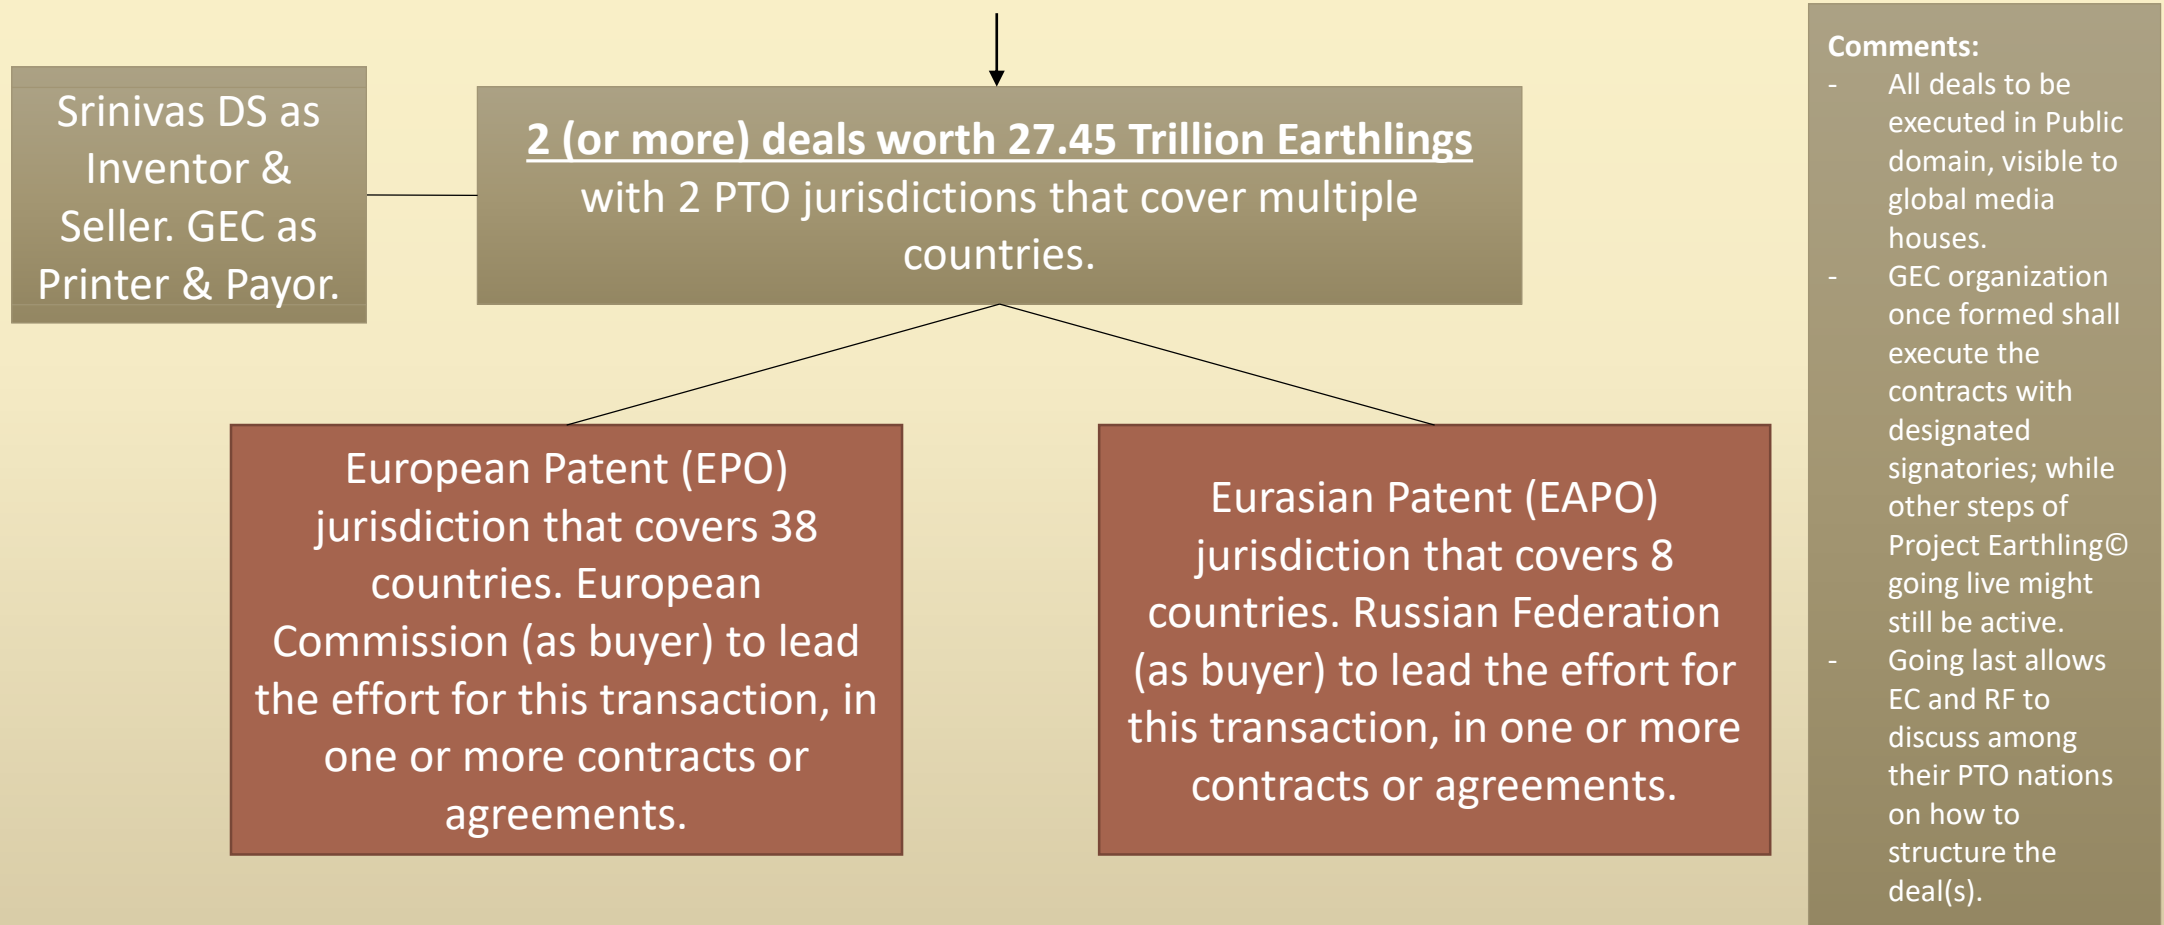 Srinivas DS as
Inventor &
Seller. GEC as
Printer & Payor.
2 (or more) deals worth 27.45 Trillion Earthlings
with 2 PTO jurisdictions that cover multiple
countries.
European Patent (EPO)
jurisdiction that covers 38
countries. European
Commission (as buyer) to lead
the effort for this transaction, in
one or more contracts or
agreements.
Eurasian Patent (EAPO)
jurisdiction that covers 8
countries. Russian Federation
(as buyer) to lead the effort for
this transaction, in one or more
contracts or agreements.
Comments:
- All deals to be
executed in Public
domain, visible to
global media
houses.
- GEC organization
once formed shall
execute the
contracts with
designated
signatories; while
other steps of
Project Earthling©
going live might
still be active.
- Going last allows
EC and RF to
discuss among
their PTO nations
on how to
structure the
deal(s).